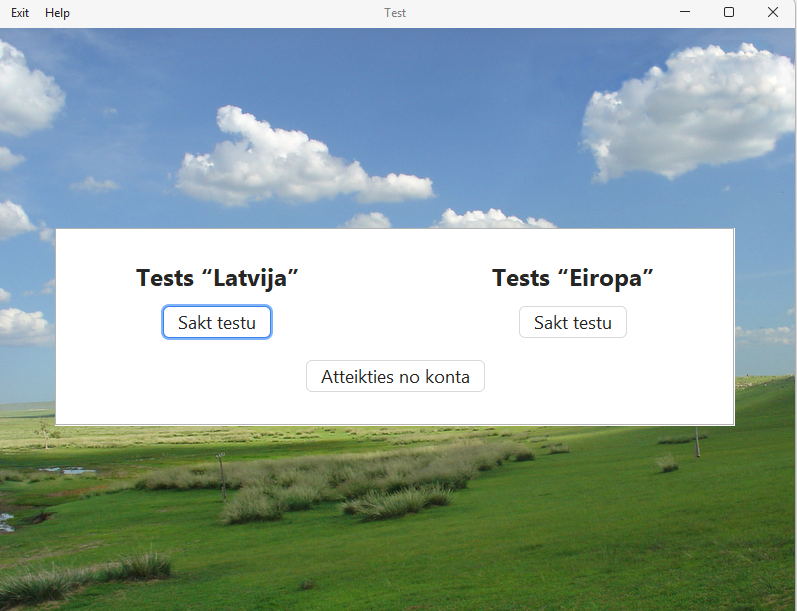 Exit Help Test
Tests “Latvija” Tests “Eiropa”
Sakt testu Sakt testu
Atteikties no konta